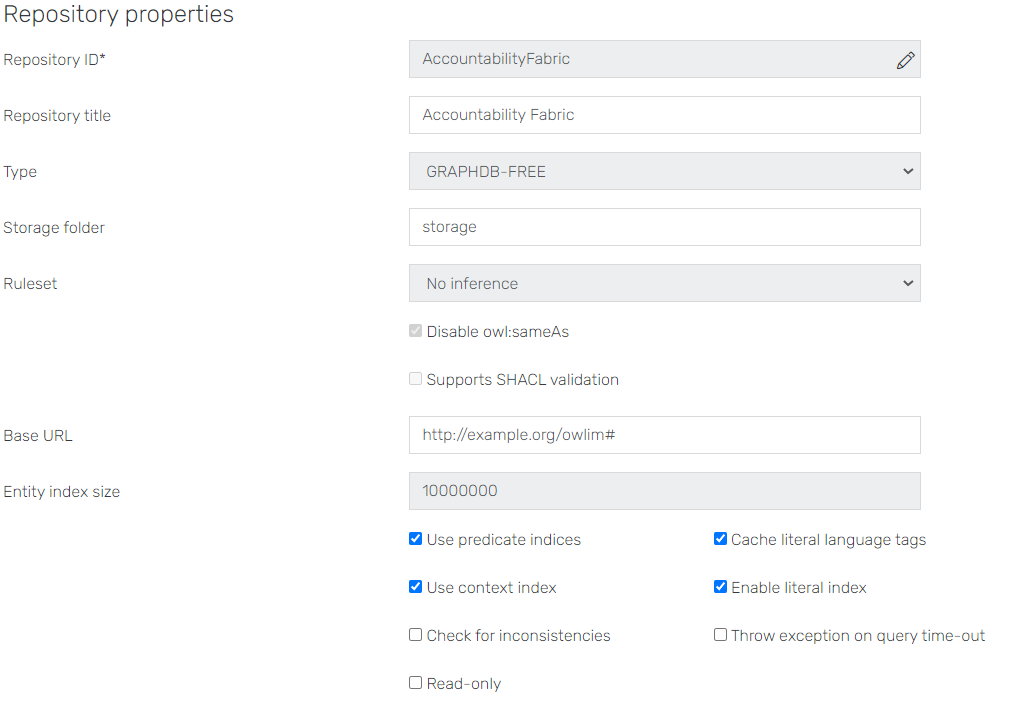 Repository properties
Repository ID* AccountabilityFabric
Repository title Accountability Fabric
Type GRAPHDB-FREE
Storage folder storage
Ruleset No inference
Disable owl:sameAs
Supports SHACL validation
Base URL http://example.org/owlim#
Entity index size 10000000
Use predicate indices Cache literal language tags
Use context index Enable literal index
Check for inconsistencies Throw exception on query time-out
Read-only